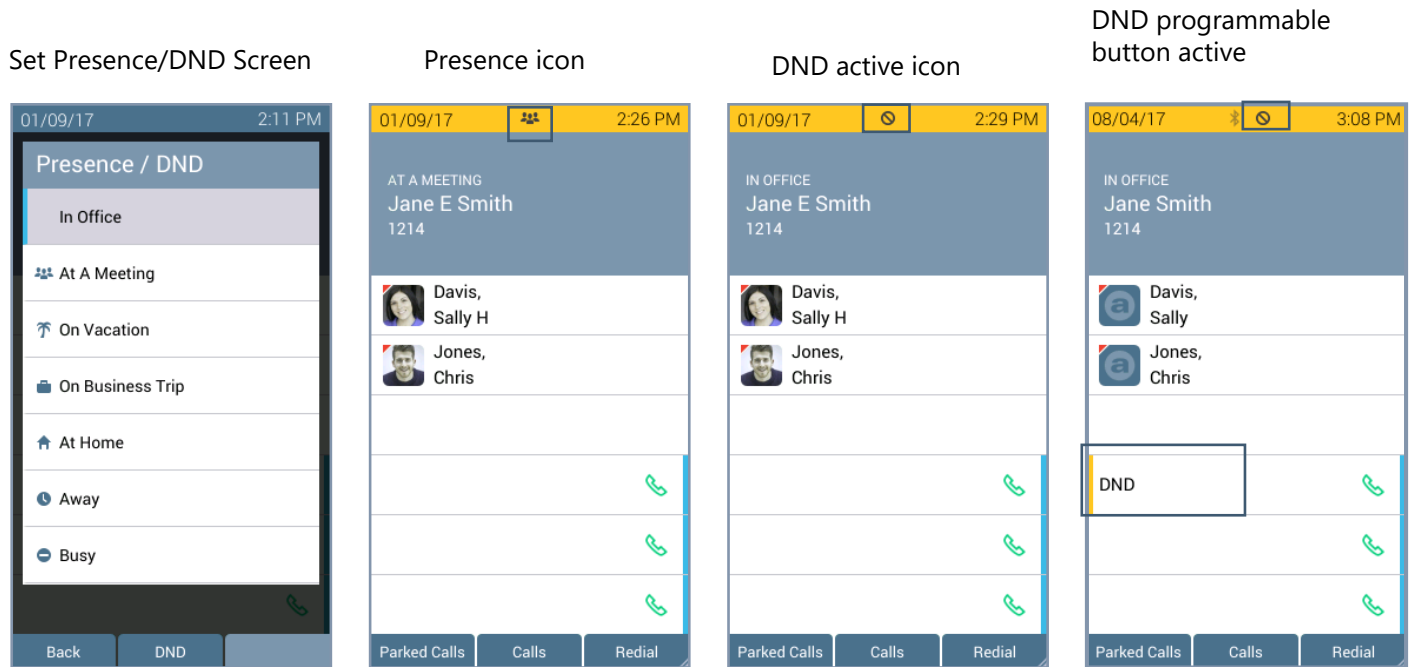 Set Presence/DND Screen
01/09/17 2:11 PM
Presence / DND
In Office
At A Meeting
On Vacation
On Business Trip
At Home
Away
Busy
Back DND
Presence icon
01/09/17 2:26 PM
AT A MEETING
Jane E Smith
1214
Davis,
Sally H
Jones,
Chris
Parked Calls Calls Redial
DND active icon
01/09/17 2:29 PM
IN OFFICE
Jane E Smith
1214
Davis,
Sally H
Jones,
Chris
Parked Calls Calls Redial
DND programmable
button active
08/04/17 3:08 PM
IN OFFICE
Jane Smith
1214
a Davis,
Sally
a Jones,
Chris
DND
Parked Calls Calls Redial